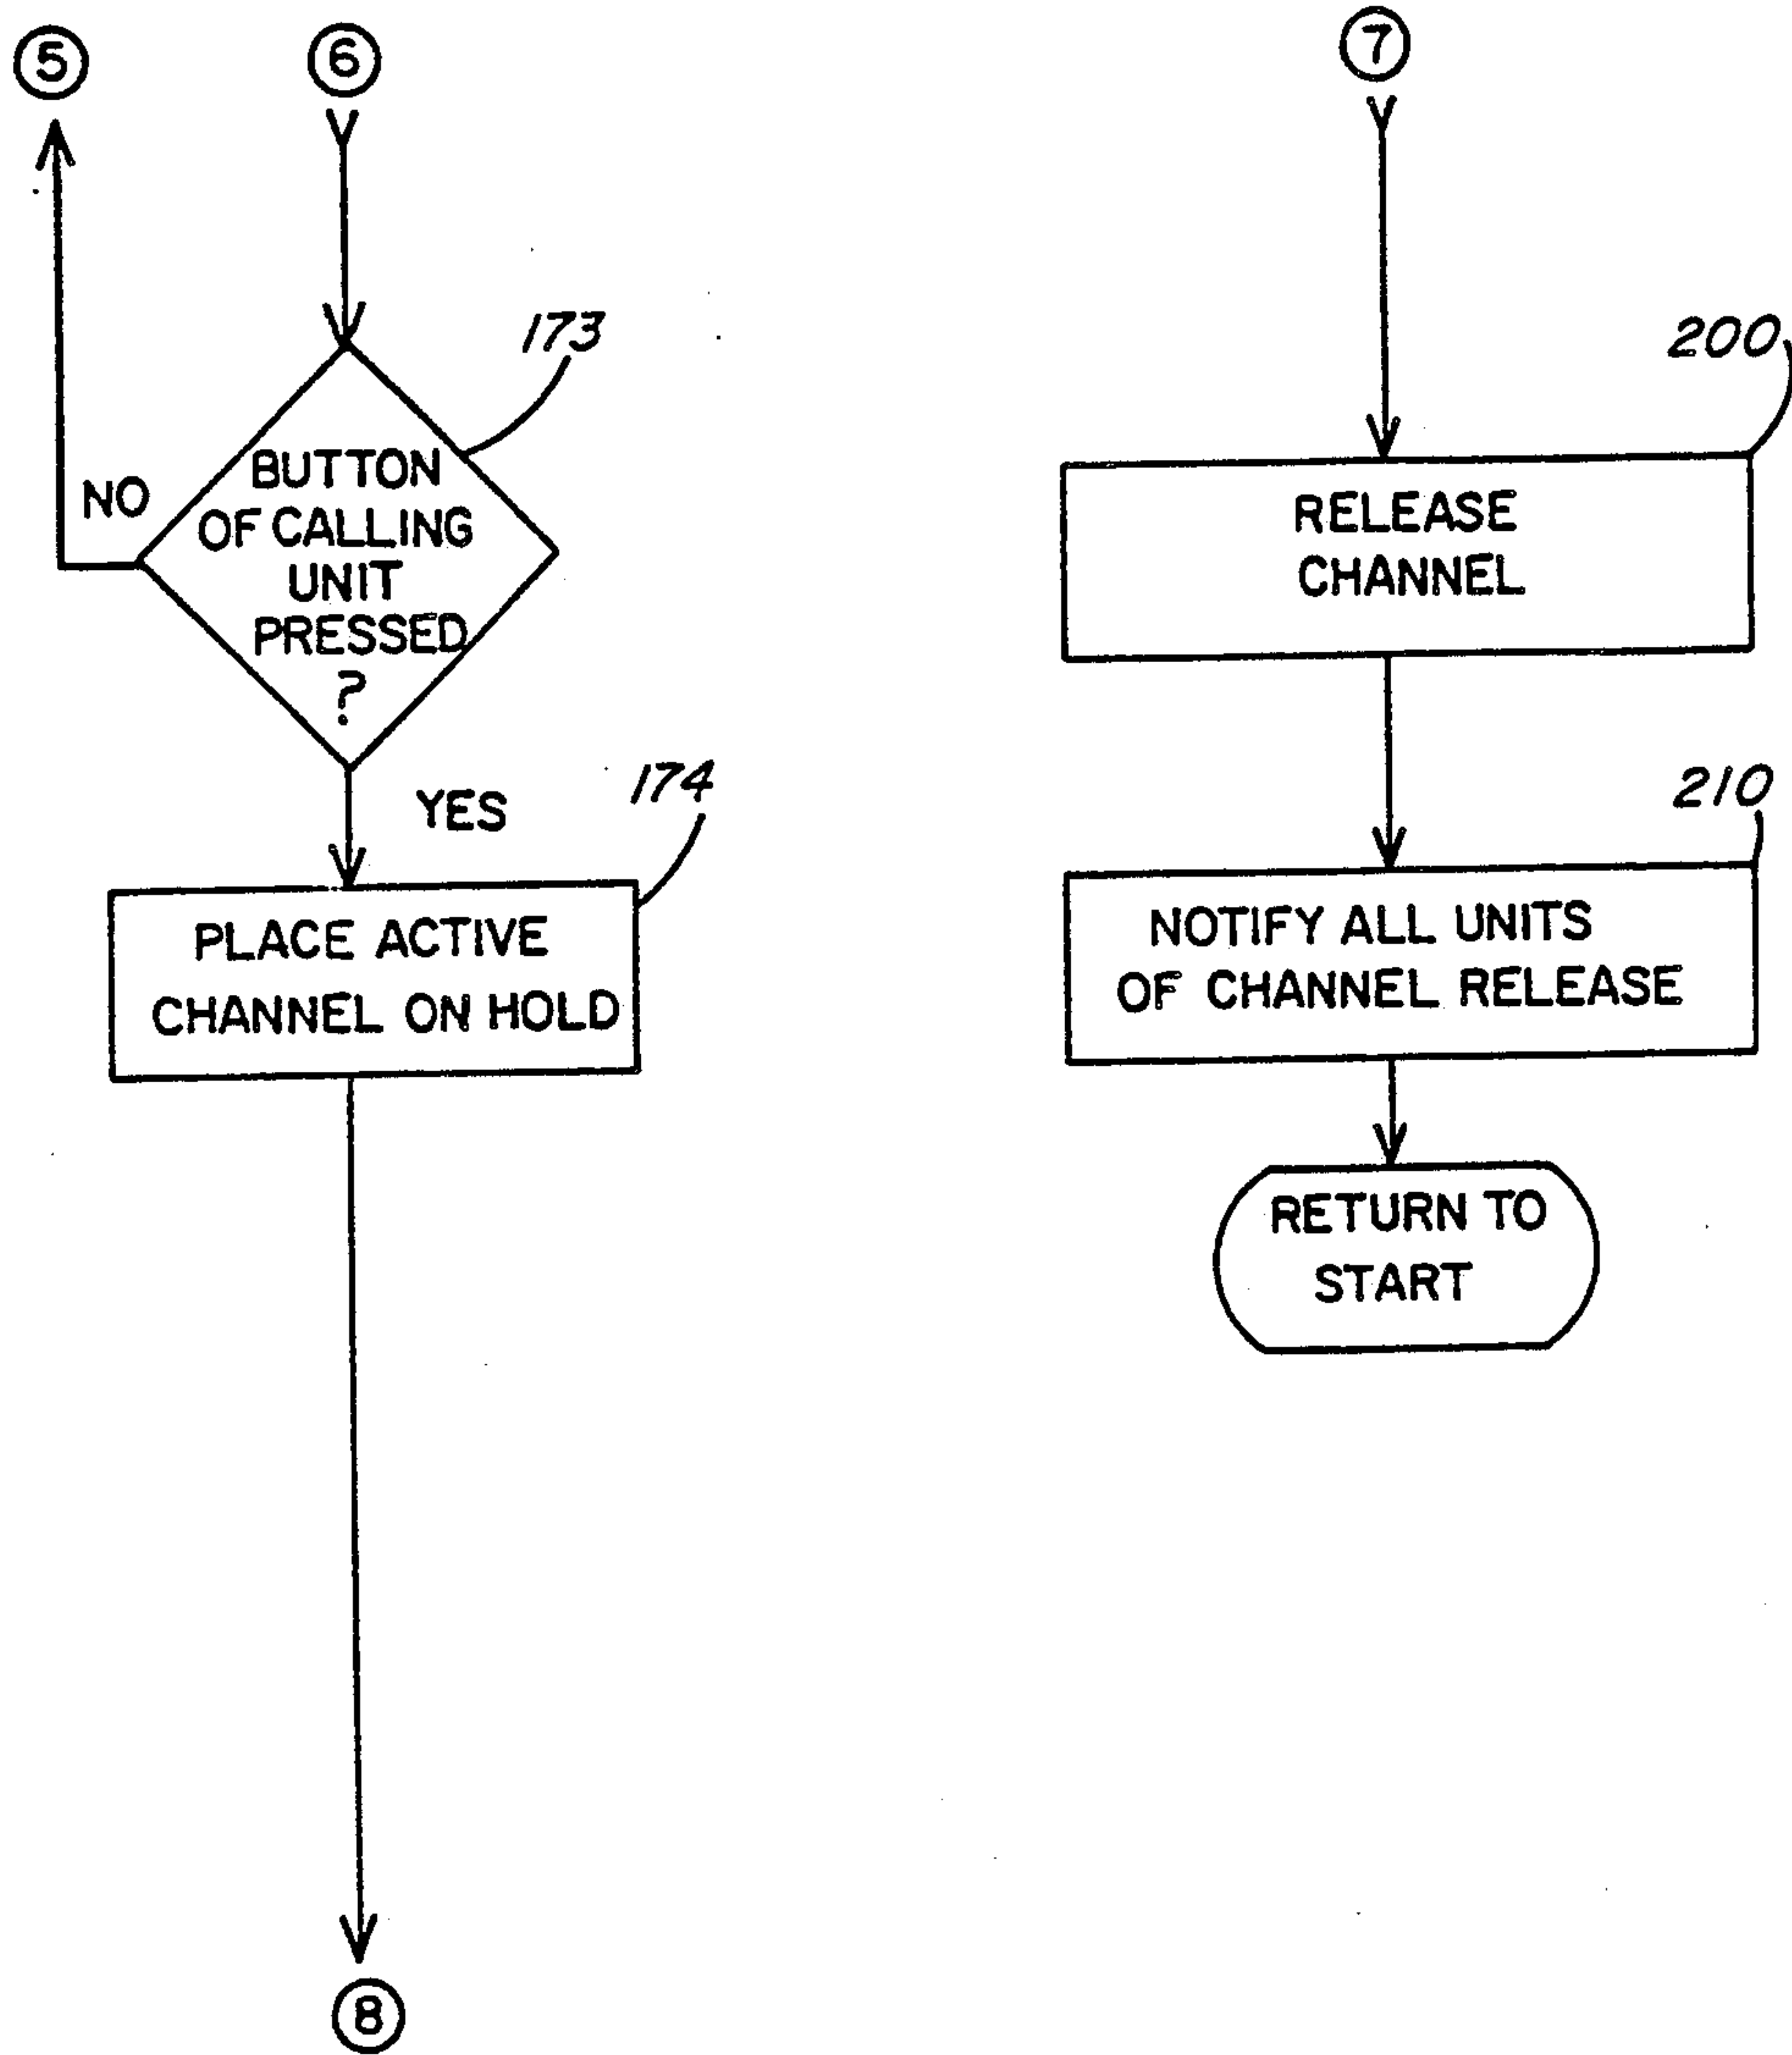 5
6
7
173
200
NO
BUTTON
OF CALLING
UNIT
PRESSED
?
RELEASE
CHANNEL
YES
174
210
PLACE ACTIVE
CHANNEL ON HOLD
NOTIFY ALL UNITS
OF CHANNEL RELEASE
RETURN TO
START
8